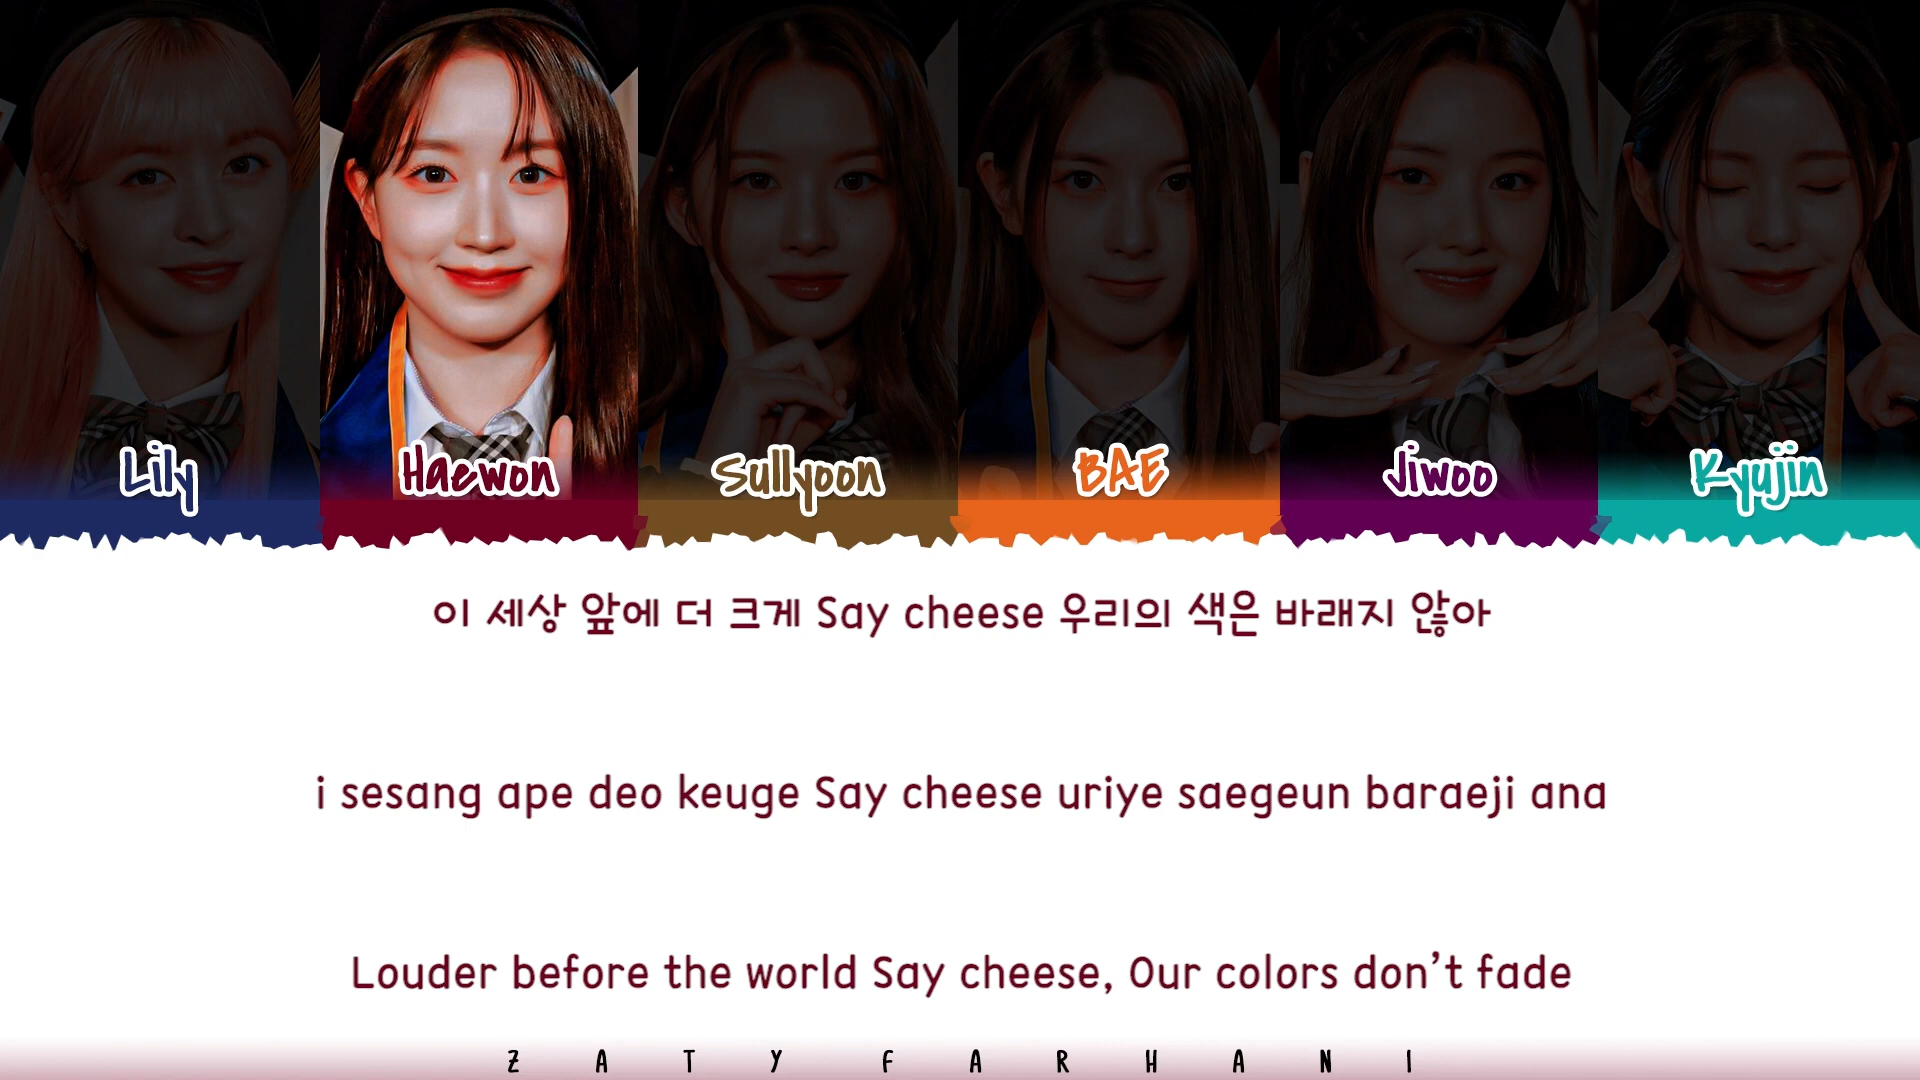 Lily Haewon Sullyoon BAE Jiwoo Kyujin
이 세상 앞에 더 크게 Say cheese 우리의 색은 바래지 않아
i sesang ape deo keuge Say cheese uriye saegeun baraeji ana
Louder before the world Say cheese, Our colors don’t fade
ZATY FARHANI